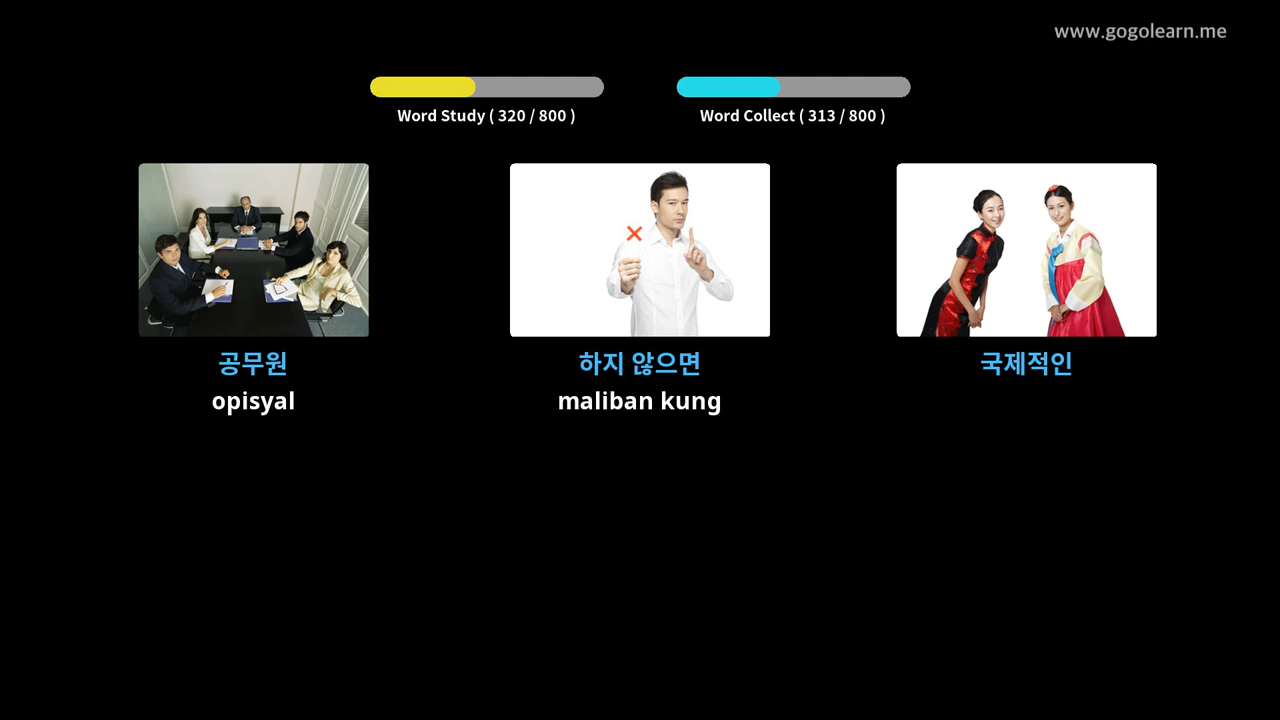 www.gogolearn.me
Word Study ( 320 / 800 )
Word Collect ( 313 / 800 )
공무원
opisyal
하지 않으면
maliban kung
국제적인